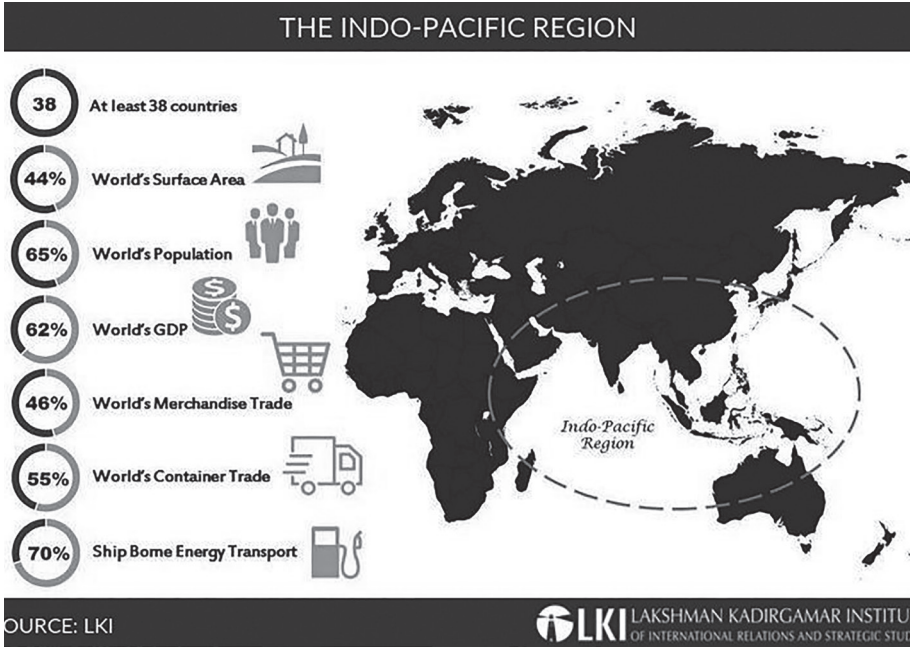 THE INDO-PACIFIC REGION
38
At least 38 countries
44%
World's Surface Area
65%
World's Population
62%
World's GDP
46%
World's Merchandise Trade
55%
World's Container Trade
70%
Ship Borne Energy Transport
Indo-Pacific
Region
OURCE: LKI
LKI
LAKSHMAN KADIRGAMAR INSTITU
OF INTERNATIONAL RELATIONS AND STRATEGIC STUD